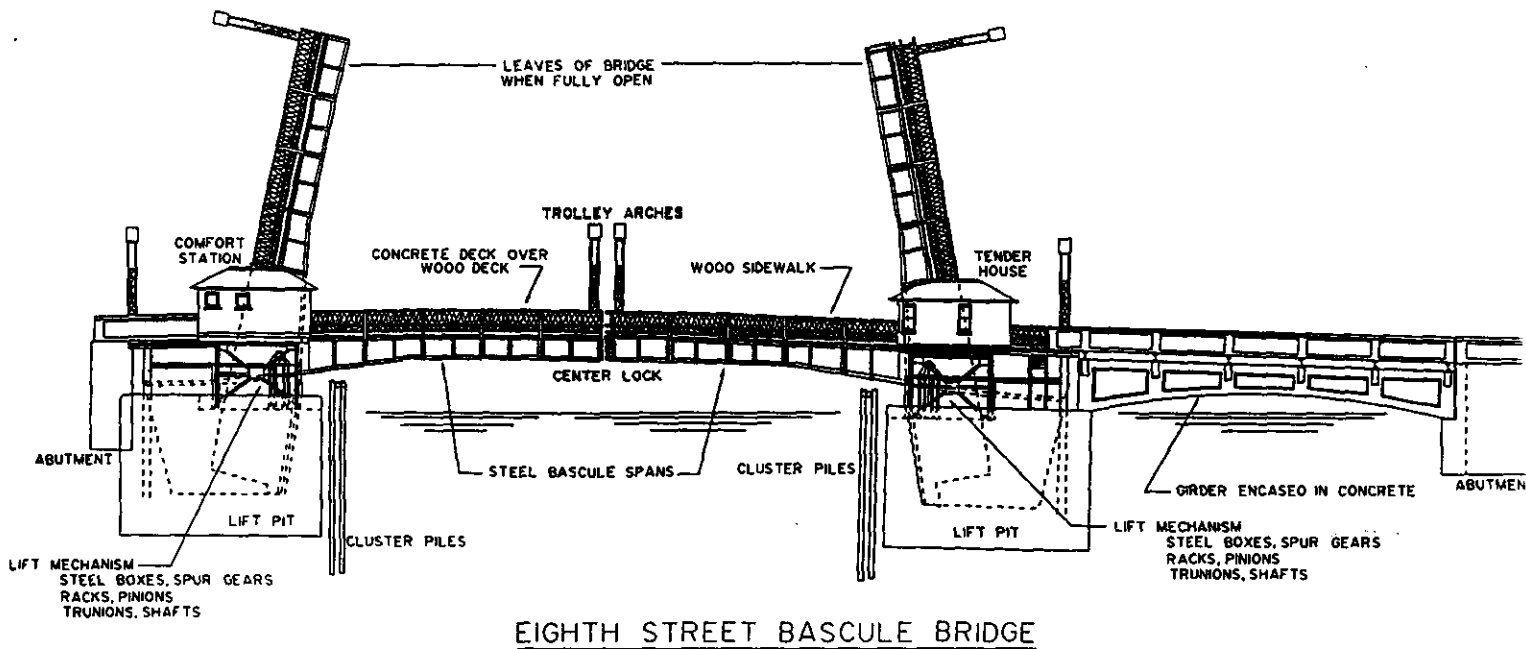 LEAVES OF BRIDGE
WHEN FULLY OPEN
TROLLEY ARCHES
COMFORT
STATION
CONCRETE DECK OVER
WOOO DECK
WOOO SIDEWALK
TENDER
HOUSE
CENTER LOCK
ABUTMENT
STEEL BASCULE SPANS
CLUSTER PILES
GIRDER ENCASEO IN CONCRETE
ABUTMEN
LIFT PIT
LIFT PIT
CLUSTER PILES
LIFT MECHANISM
STEEL BOXES, SPUR GEARS
RACKS, PINIONS
TRUNIONS, SHAFTS
LIFT MECHANISM
STEEL BOXES, SPUR GEARS
RACKS, PINIONS
TRUNIONS, SHAFTS
EIGHTH STREET BASCULE BRIDGE